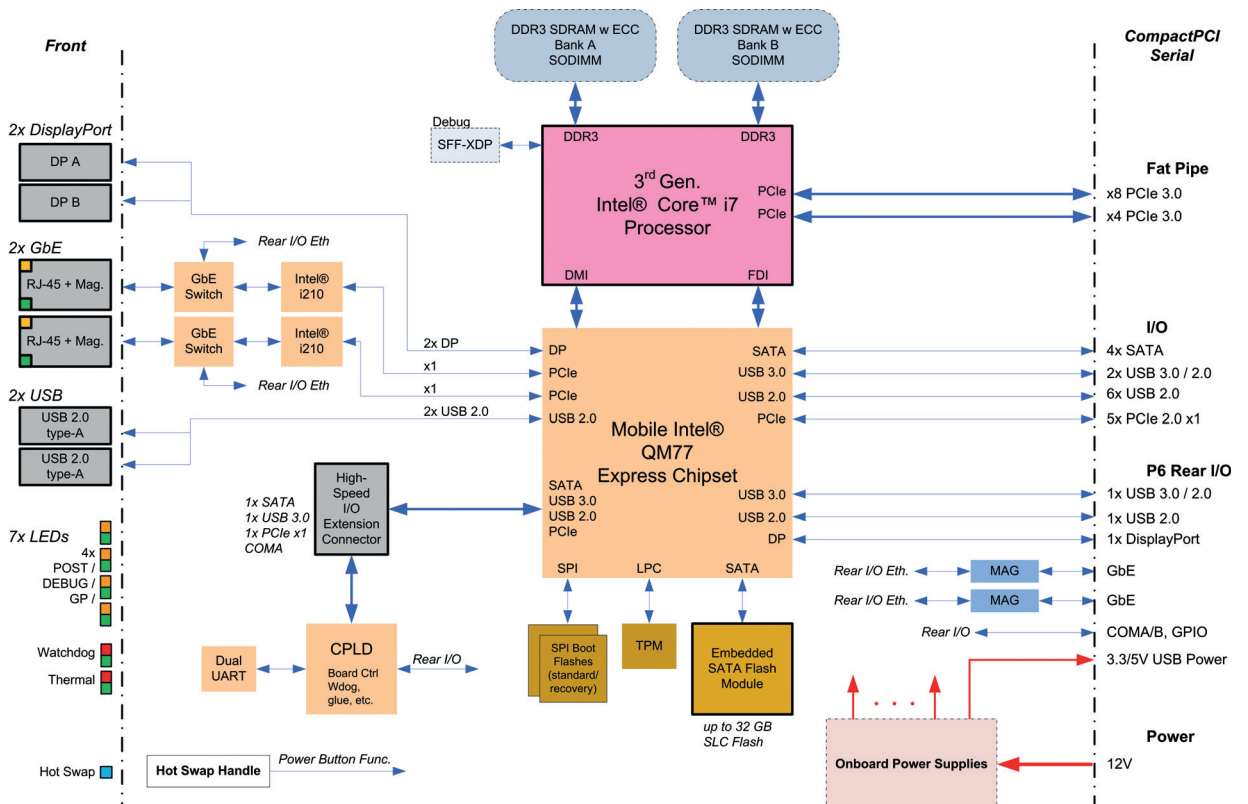 Front
CompactPCI
Serial
DDR3 SDRAM w ECC
Bank A
SODIMM
DDR3 SDRAM w ECC
Bank B
SODIMM
2x DisplayPort
DP A
DP B
Debug
SFF-XDP
DDR3
DDR3
3rd Gen.
Intel® Core™ i7
Processor
PCIe
PCIe
DMI
FDI
Fat Pipe
x8 PCIe 3.0
x4 PCIe 3.0
2x GbE
RJ-45 + Mag.
RJ-45 + Mag.
Rear I/O Eth
GbE
Switch
Intel®
i210
GbE
Switch
Intel®
i210
Rear I/O Eth
2x DP
x1
x1
2x USB 2.0
2x USB
USB 2.0
type-A
USB 2.0
type-A
DP
PCIe
PCIe
USB 2.0
SATA
USB 3.0
USB 2.0
PCIe
Mobile Intel®
QM77
Express Chipset
SATA
USB 3.0
USB 2.0
PCIe
USB 3.0
USB 2.0
DP
SPI
LPC
SATA
I/O
4x SATA
2x USB 3.0 / 2.0
6x USB 2.0
5x PCIe 2.0 x1
P6 Rear I/O
1x USB 3.0 / 2.0
1x USB 2.0
1x DisplayPort
Rear I/O Eth.
MAG
GbE
Rear I/O Eth.
MAG
GbE
Rear I/O
COMA/B, GPIO
3.3/5V USB Power
1x SATA
1x USB 3.0
1x PCIe x1
COMA
High-
Speed
I/O
Extension
Connector
7x LEDs
4x
POST /
DEBUG /
GP /
Watchdog
Thermal
Hot Swap
Dual
UART
CPLD
Board Ctrl
Wdog,
glue, etc.
Rear I/O
SPI Boot
Flashes
(standard/
recovery)
TPM
Embedded
SATA Flash
Module
up to 32 GB
SLC Flash
. . .
Onboard Power Supplies
Power
12V
Hot Swap Handle
Power Button Func.